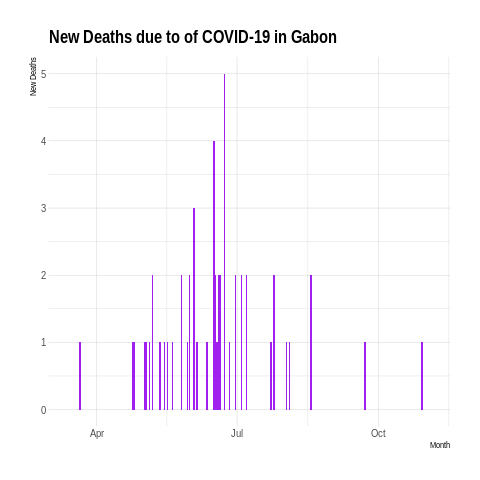 New Deaths due to of COVID-19 in Gabon
New Deaths
5
4
3
2
1
0
Apr
Jul
Oct
Month